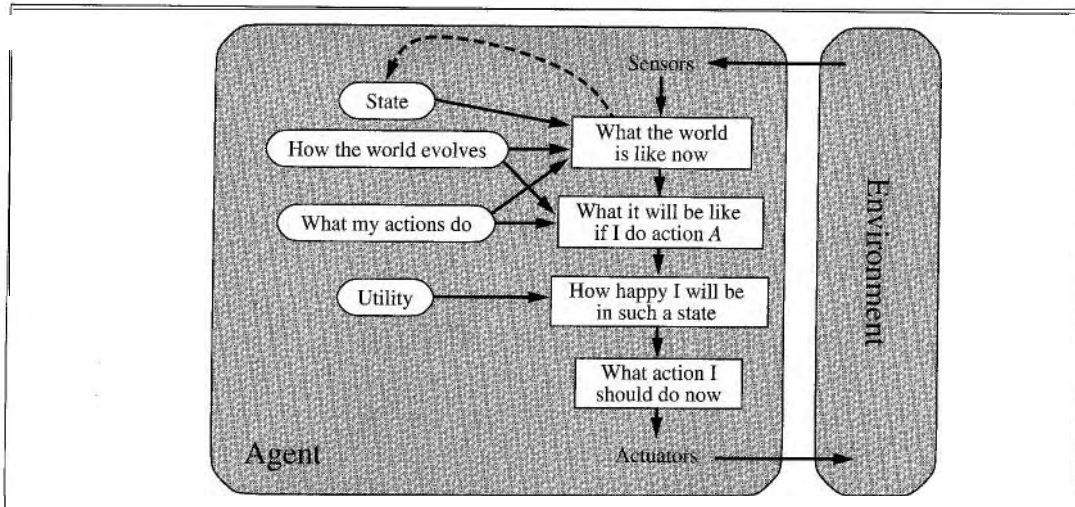 Sensors
State
What the world
is like now
How the world evolves
What it will be like
if I do action A
What my actions do
How happy I will be
in such a state
Utility
What action I
should do now
Agent
Actuators
Environment